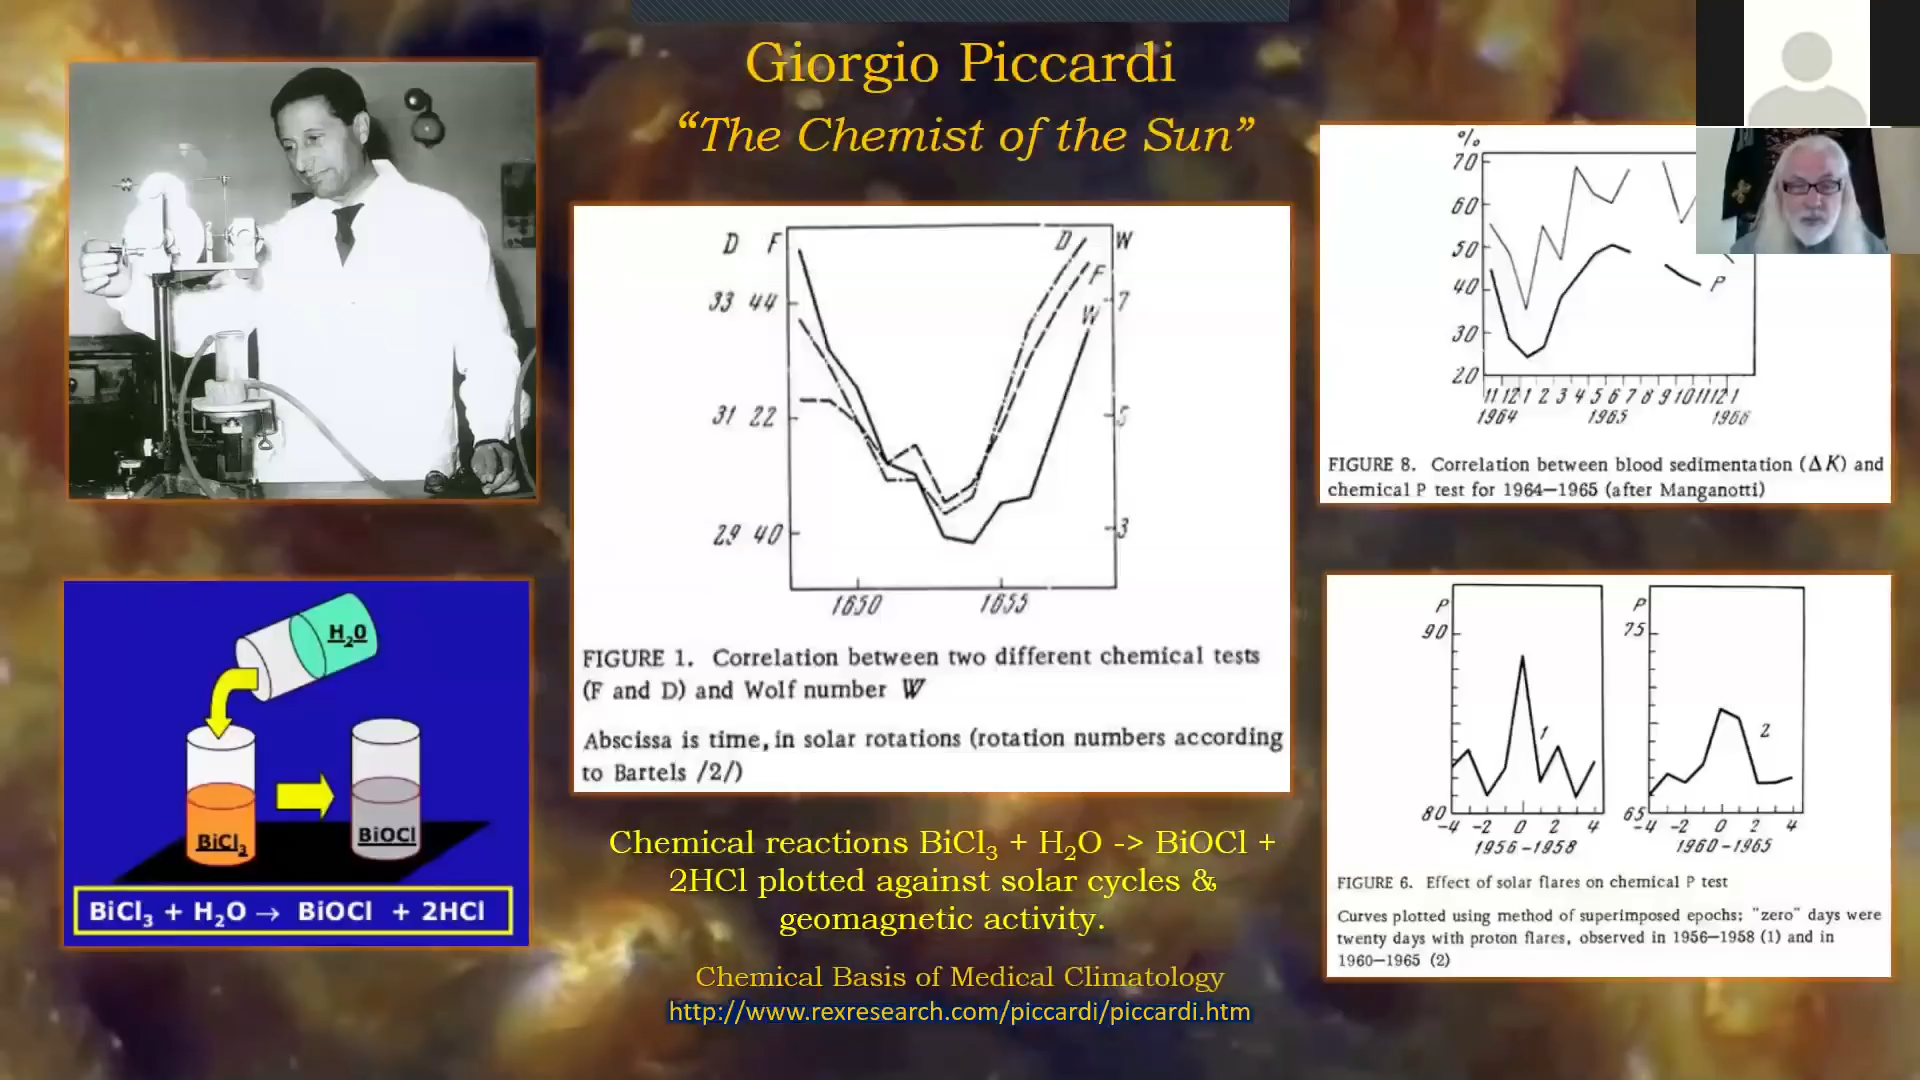 Giorgio Piccardi
“The Chemist of the Sun”
H2O
BiCl3
BiOCl
BiCl3 + H2O → BiOCl + 2HCl
D F
D
W
33 44
F
7
W
31 22
5
29 40
3
1650
1655
FIGURE 1. Correlation between two different chemical tests
(F and D) and Wolf number W
Abscissa is time, in solar rotations (rotation numbers according
to Bartels /2/)
Chemical reactions BiCl3 + H2O -> BiOCl +
2HCl plotted against solar cycles &
geomagnetic activity.
Chemical Basis of Medical Climatology
http://www.rexresearch.com/piccardi/piccardi.htm
%
70
60
50
40
P
30
20
11 12 1 2 3 4 5 6 7 8 9 10 11 12 1
1964 1965 1966
FIGURE 8. Correlation between blood sedimentation (ΔK) and
chemical P test for 1964—1965 (after Manganotti)
P
90
1
80
-4 -2 0 2 4
1956 -1958
P
75
2
65
-4 -2 0 2 4
1960 -1965
FIGURE 6. Effect of solar flares on chemical P test
Curves plotted using method of superimposed epochs; "zero" days were
twenty days with proton flares, observed in 1956—1958 (1) and in
1960—1965 (2)